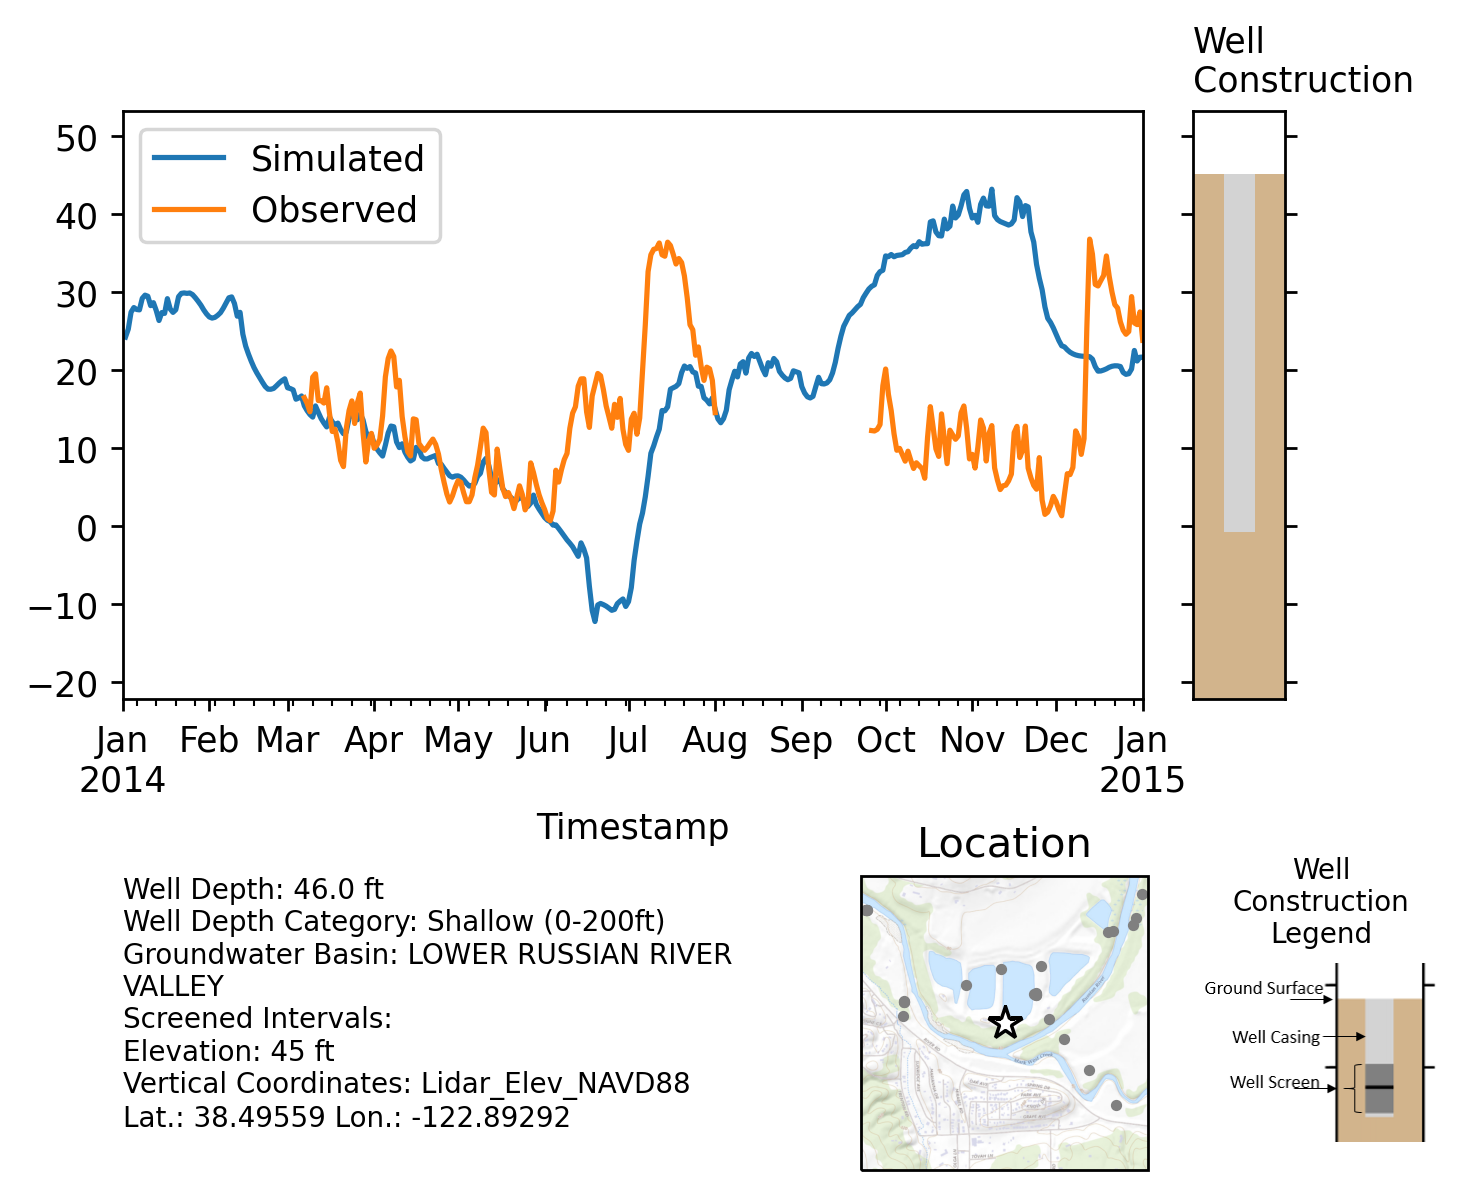 Well
Construction
50
40
30
20
10
0
−10
−20
Simulated
Observed
Jan Feb Mar Apr May Jun Jul Aug Sep Oct Nov Dec Jan
2014 2015
Timestamp
Well Depth: 46.0 ft
Well Depth Category: Shallow (0-200ft)
Groundwater Basin: LOWER RUSSIAN RIVER
VALLEY
Screened Intervals:
Elevation: 45 ft
Vertical Coordinates: Lidar_Elev_NAVD88
Lat.: 38.49559 Lon.: -122.89292
Location
Well
Construction
Legend
Ground Surface
Well Casing
Well Screen